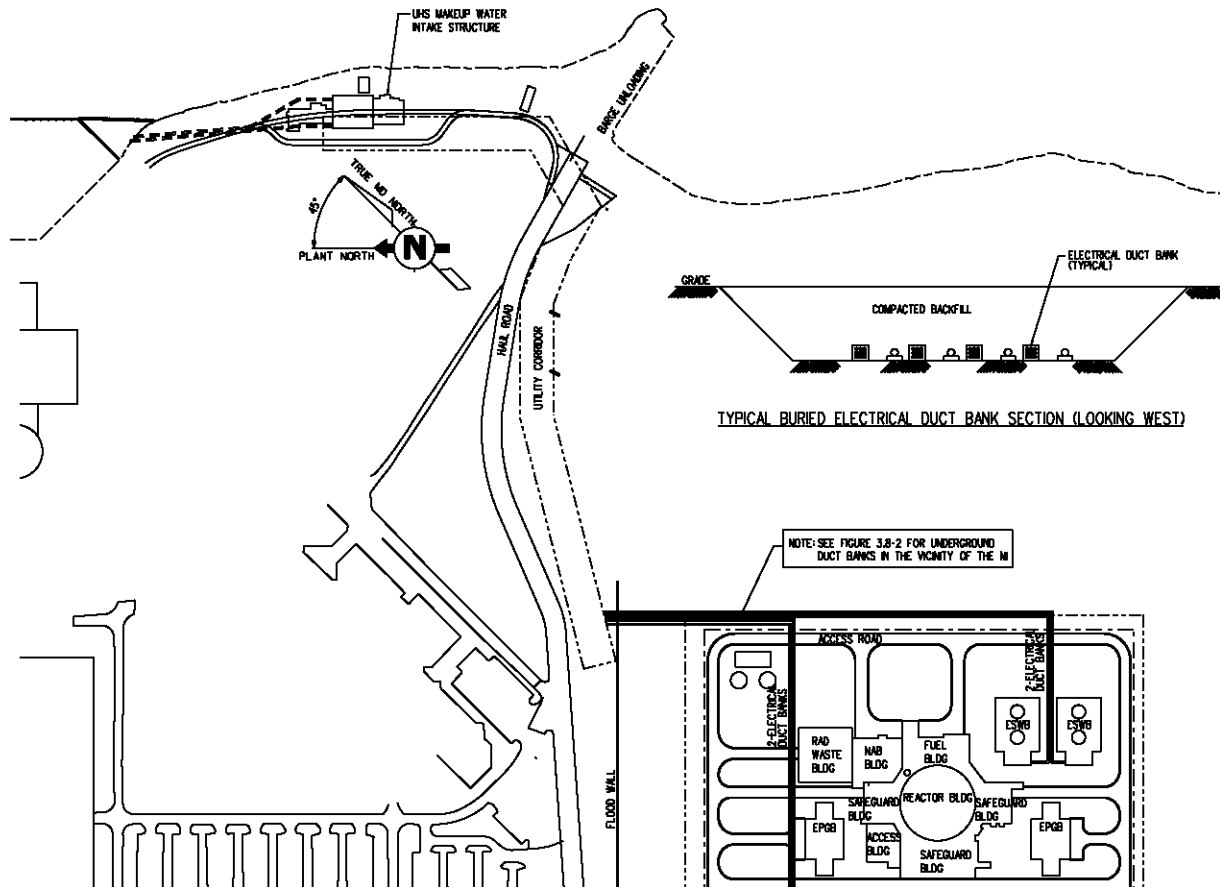 UHS MAKEUP WATER
INTAKE STRUCTURE
BARGE UNLOADING
TRUE MD NORTH
45°
PLANT NORTH
N
HAUL ROAD
UTILITY CORRIDOR
GRADE
ELECTRICAL DUCT BANK
(TYPICAL)
COMPACTED BACKFILL
TYPICAL BURIED ELECTRICAL DUCT BANK SECTION (LOOKING WEST)
NOTE: SEE FIGURE 3.8-2 FOR UNDERGROUND
DUCT BANKS IN THE VICINITY OF THE NI
ACCESS ROAD
2-ELECTRICAL
DUCT BANKS
2-ELECTRICAL
DUCT BANKS
ESWB
ESWB
RAD
WASTE
BLDG
NAB
BLDG
FUEL
BLDG
REACTOR BLDG
SAFEGUARD
BLDG
SAFEGUARD
BLDG
EPGB
ACCESS
BLDG
SAFEGUARD
BLDG
EPGB
FLOOD WALL